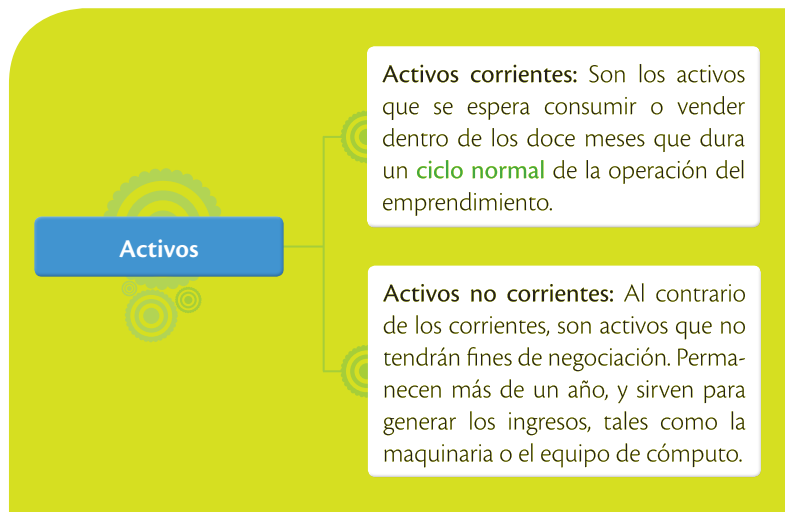 Activos
Activos corrientes: Son los activos
que se espera consumir o vender
dentro de los doce meses que dura
un ciclo normal de la operación del
emprendimiento.
Activos no corrientes: Al contrario
de los corrientes, son activos que no
tendrán fines de negociación. Perma-
necen más de un año, y sirven para
generar los ingresos, tales como la
maquinaria o el equipo de cómputo.